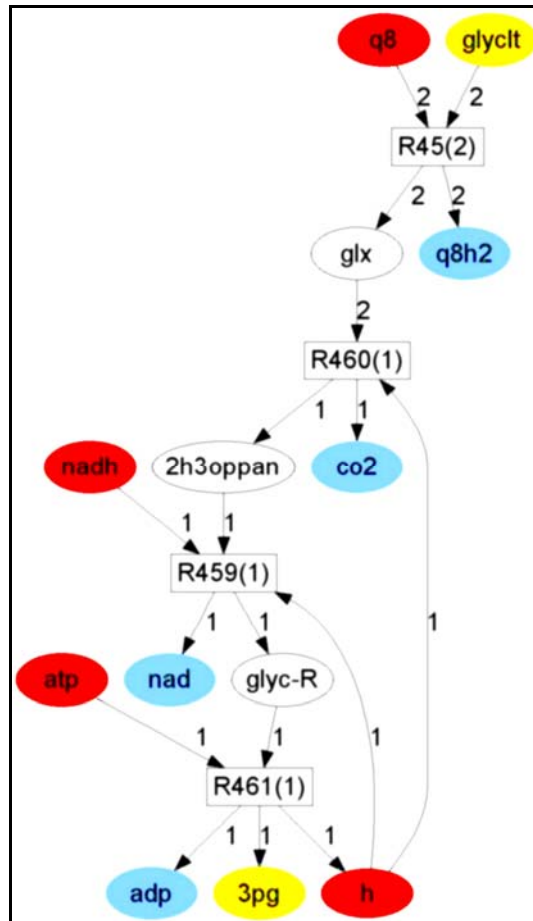 q8 glyclt
2 2
R45(2)
2 2
glx q8h2
2
R460(1)
1 1
nadh 2h3oppan co2
1 1
R459(1)
1 1 1
atp nad glyc-R
1 1 1
R461(1)
1 1 1
adp 3pg h